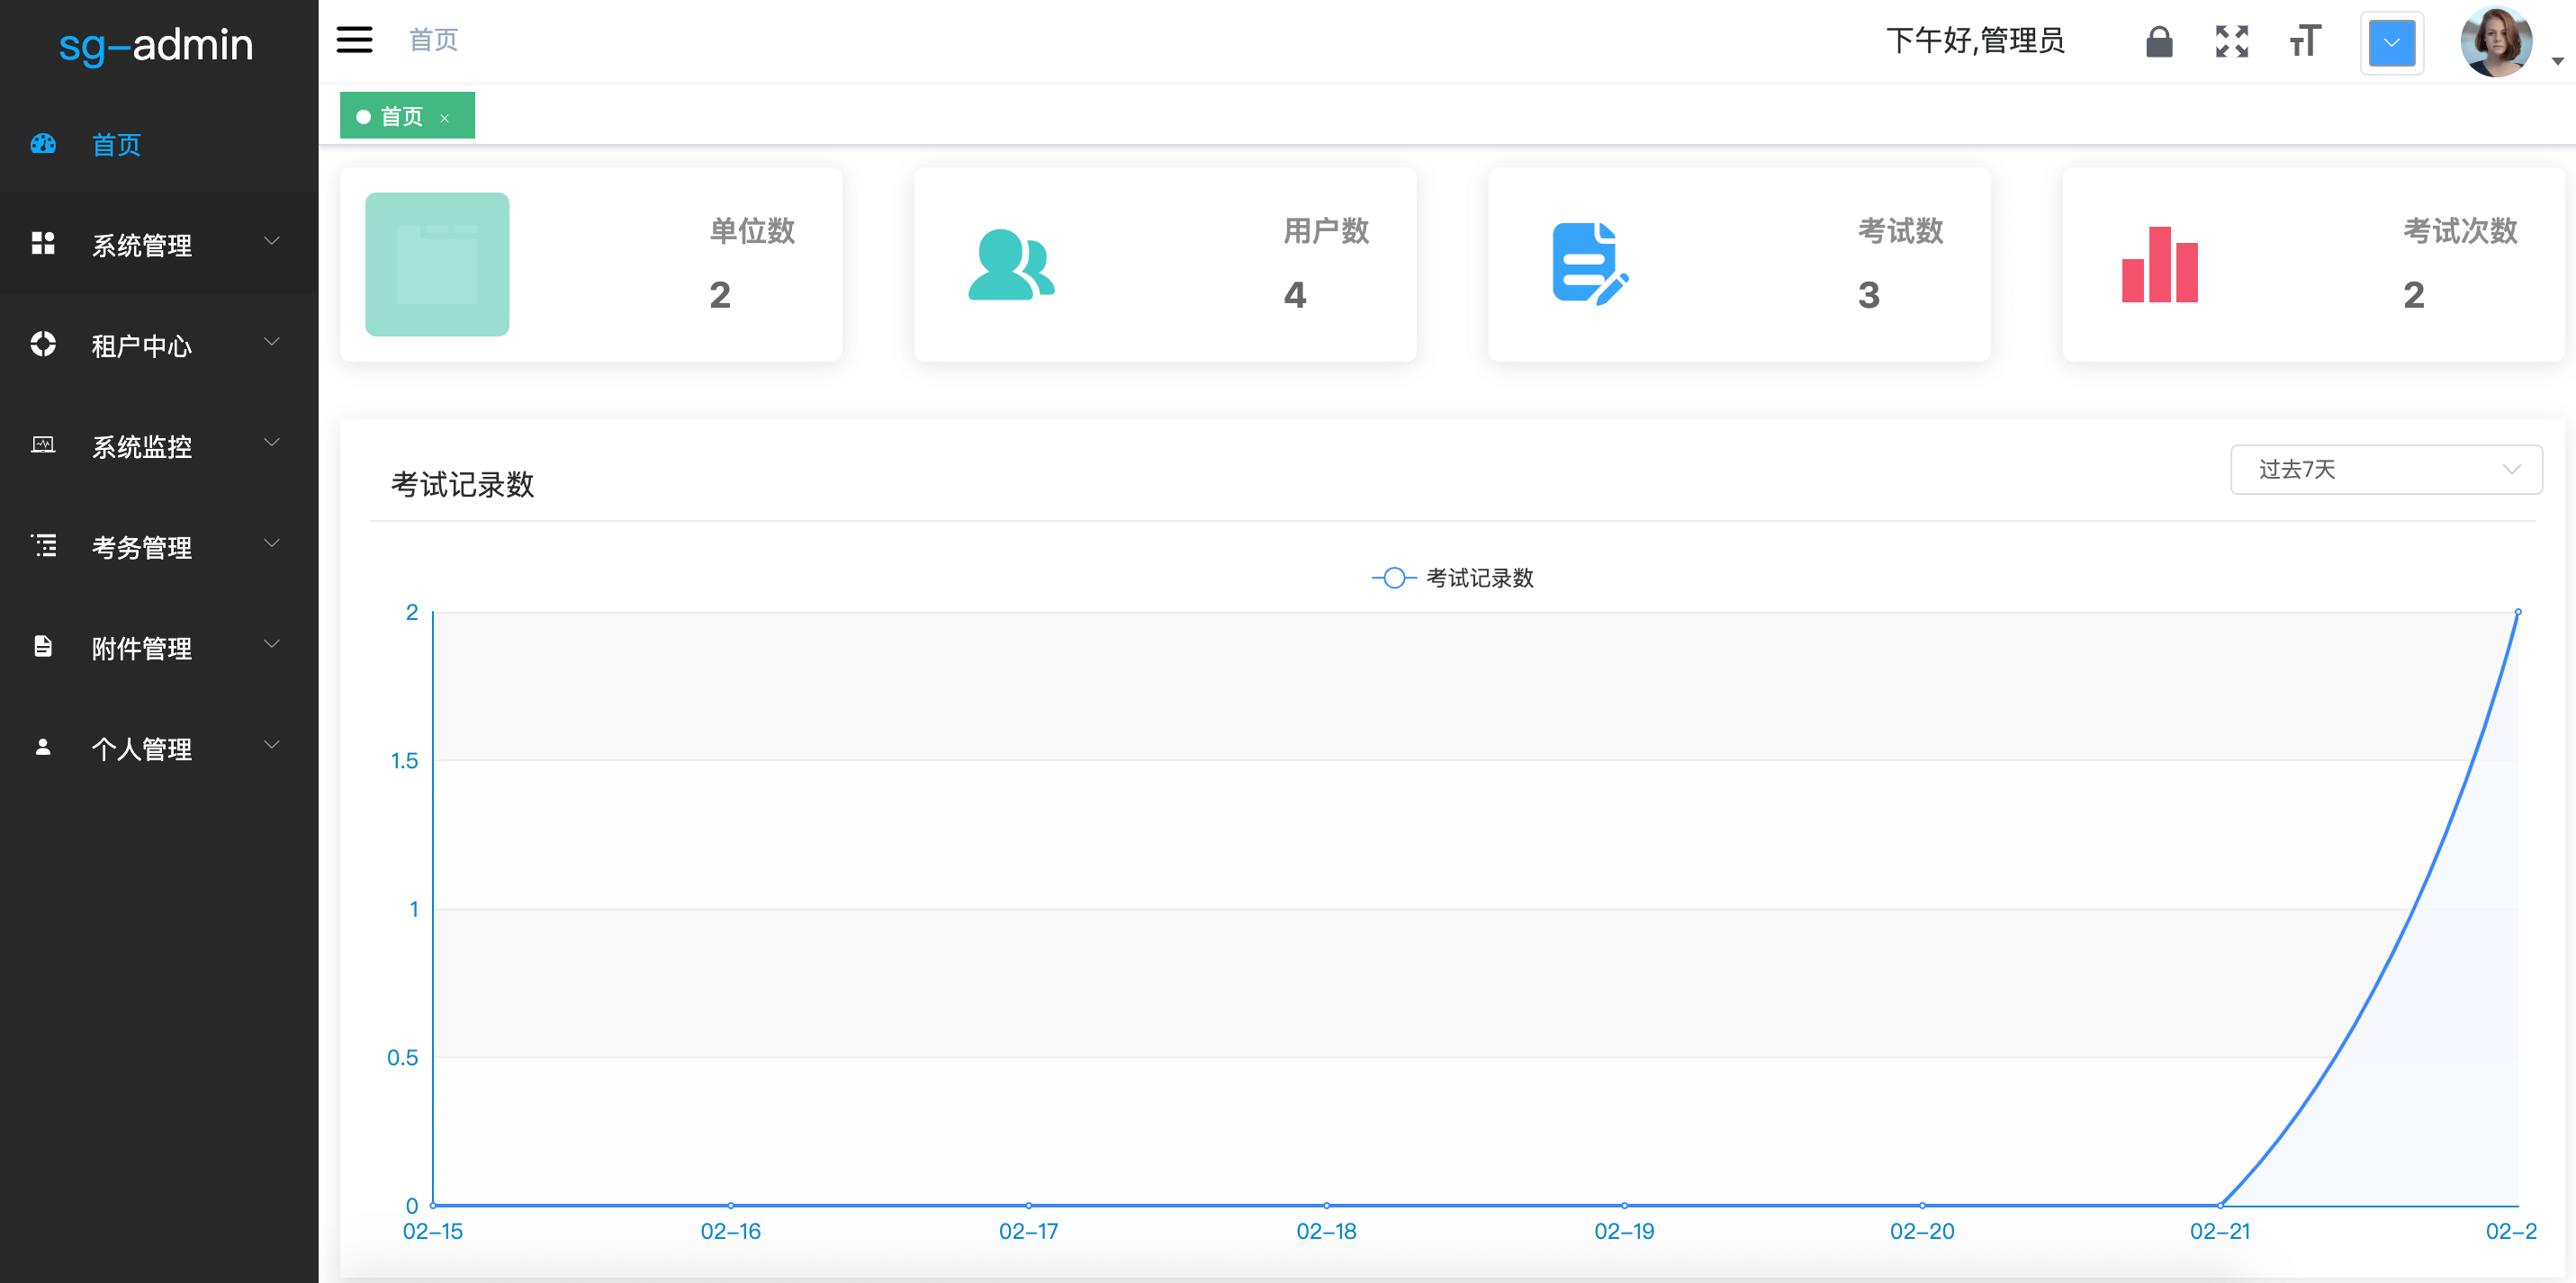 sg-admin
首页
下午好,管理员
首页
首页
系统管理
租户中心
系统监控
考务管理
附件管理
个人管理
单位数
2
用户数
4
考试数
3
考试次数
2
考试记录数
过去7天
考试记录数
2
1.5
1
0.5
0
02-15
02-16
02-17
02-18
02-19
02-20
02-21
02-2